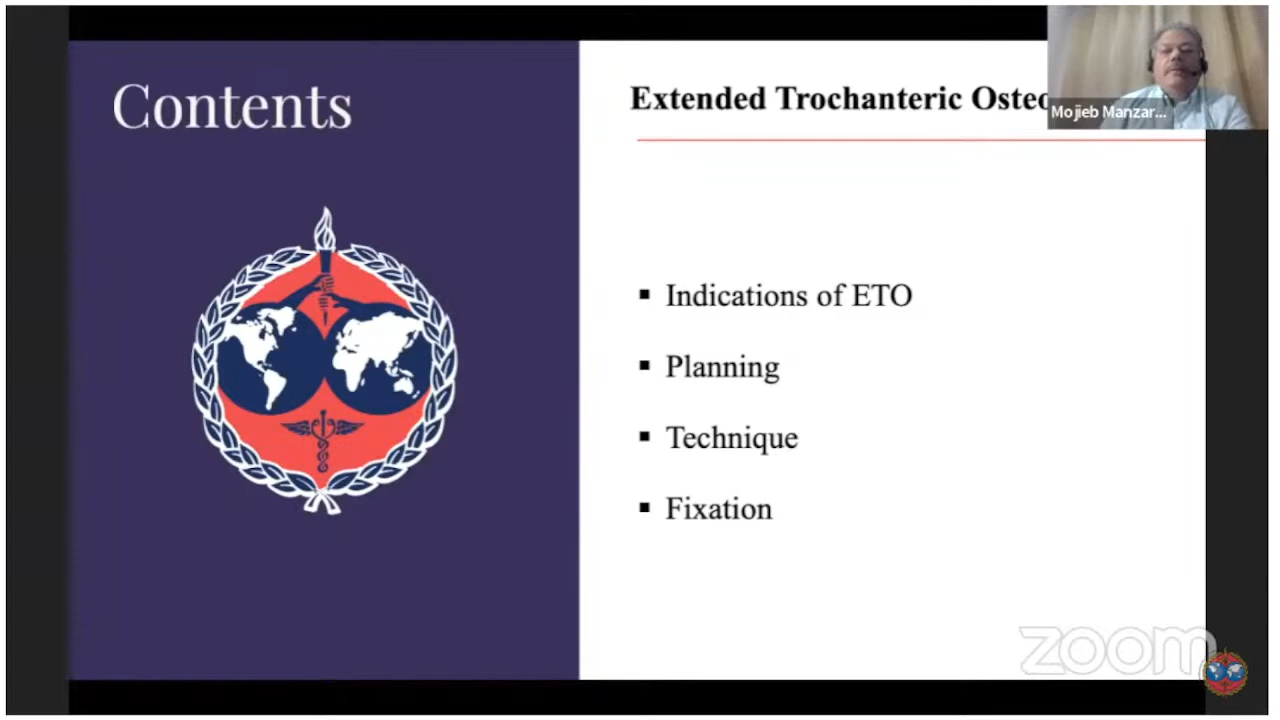 Contents
Extended Trochanteric Osteo
Mojieb Manzar...
▪ Indications of ETO
▪ Planning
▪ Technique
▪ Fixation
zoom